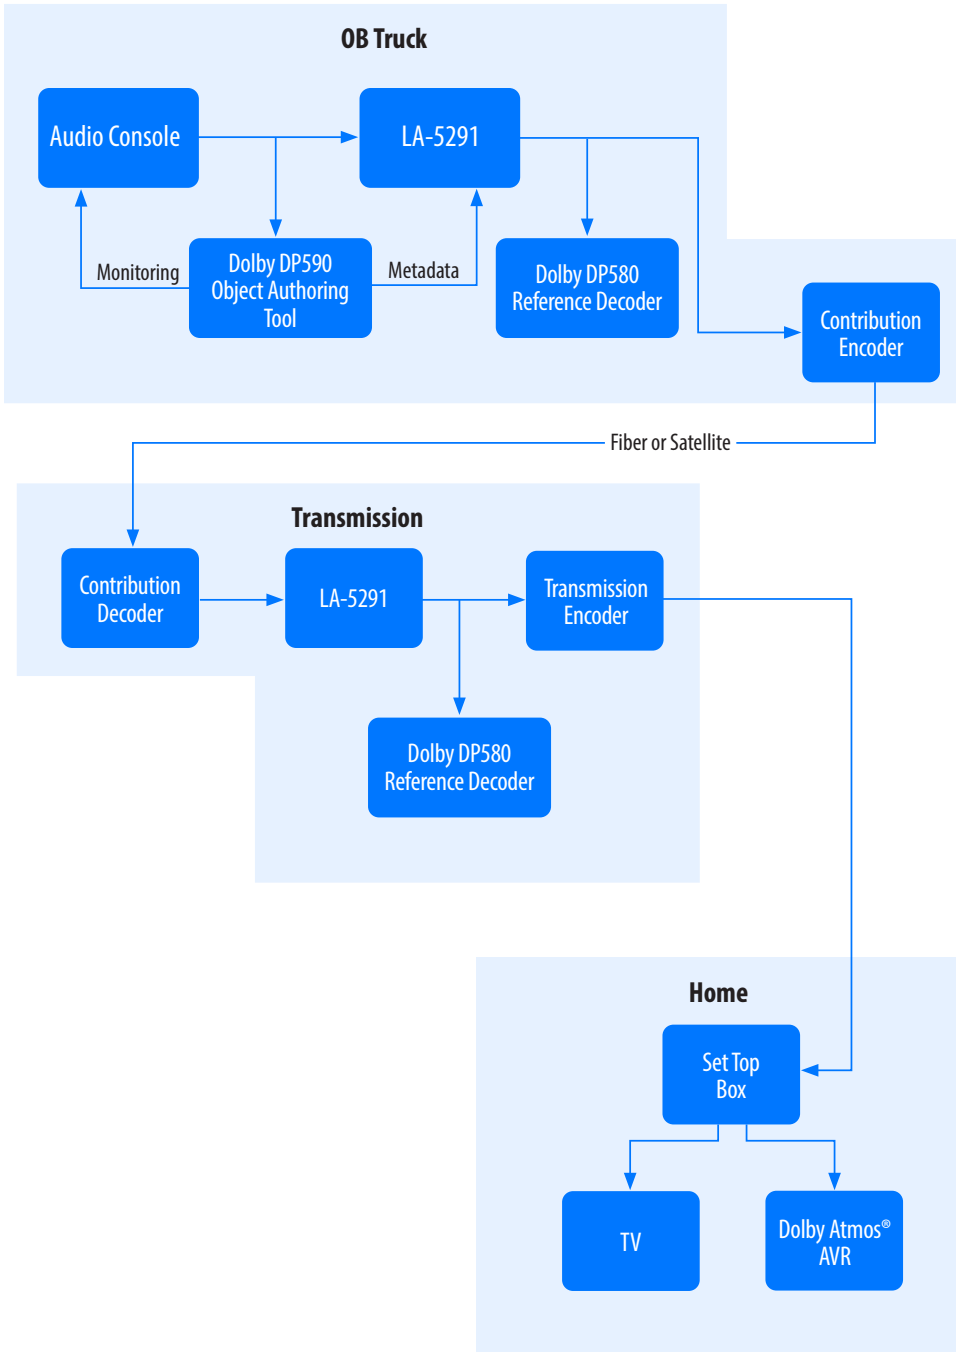 OB Truck
Audio Console
LA-5291
Monitoring
Dolby DP590
Object Authoring
Tool
Metadata
Dolby DP580
Reference Decoder
Contribution
Encoder
Fiber or Satellite
Transmission
Contribution
Decoder
LA-5291
Transmission
Encoder
Dolby DP580
Reference Decoder
Home
Set Top
Box
TV
Dolby Atmos®
AVR